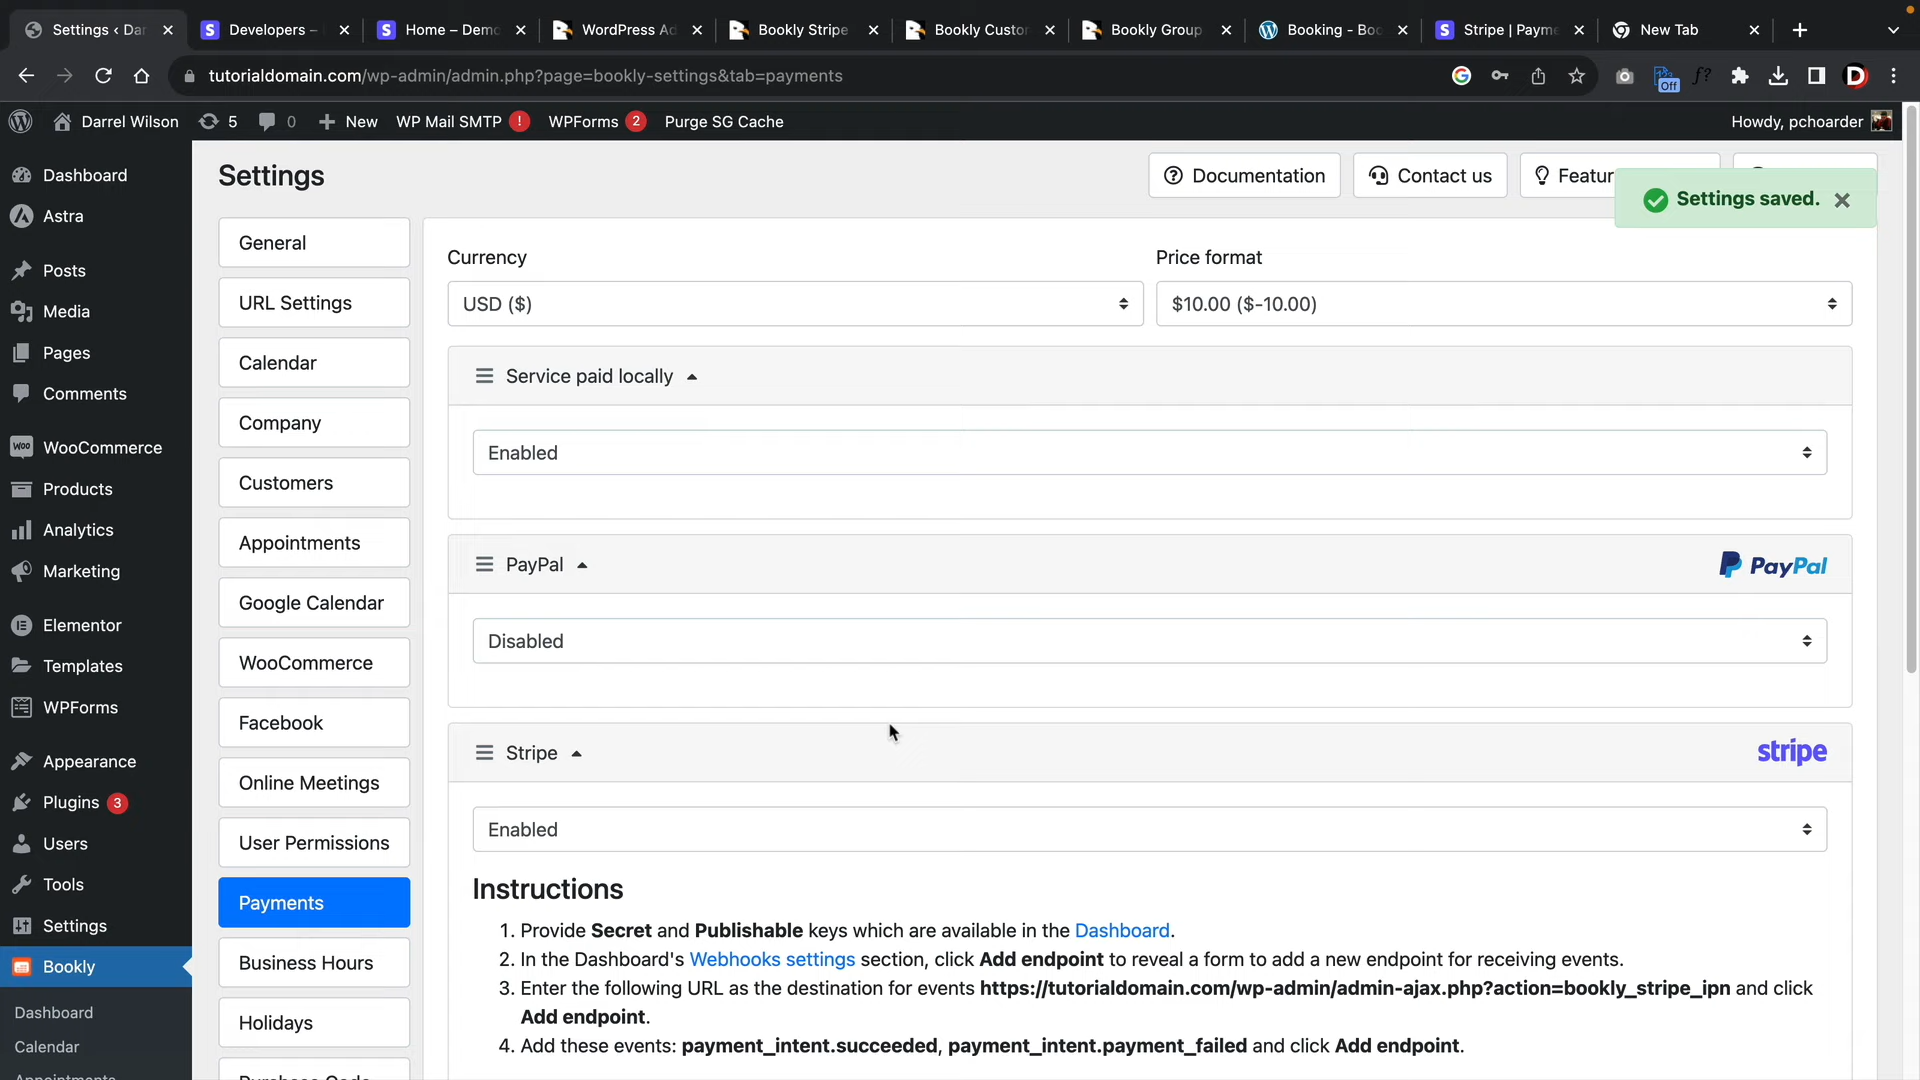 Settings ‹ Dar
Developers –
Home – Demo
WordPress Ad
Bookly Stripe
Bookly Custo
Bookly Group
Booking - Boo
Stripe | Payme
New Tab
tutorialdomain.com/wp-admin/admin.php?page=bookly-settings&tab=payments
Off
f?
D
Darrel Wilson
5
0
New
WP Mail SMTP !
WPForms 2
Purge SG Cache
Howdy, pchoarder
Dashboard
Astra
Posts
Media
Pages
Comments
WooCommerce
Products
Analytics
Marketing
Elementor
Templates
WPForms
Appearance
Plugins 3
Users
Tools
Settings
Bookly
Dashboard
Calendar
Appointments
Settings
Documentation
Contact us
Featur
Settings saved.
General
URL Settings
Calendar
Company
Customers
Appointments
Google Calendar
WooCommerce
Facebook
Online Meetings
User Permissions
Payments
Business Hours
Holidays
Purchase Code
Currency
USD ($)
Price format
$10.00 ($-10.00)
Service paid locally
Enabled
PayPal
PayPal
Disabled
Stripe
stripe
Enabled
Instructions
1. Provide Secret and Publishable keys which are available in the Dashboard.
2. In the Dashboard's Webhooks settings section, click Add endpoint to reveal a form to add a new endpoint for receiving events.
3. Enter the following URL as the destination for events https://tutorialdomain.com/wp-admin/admin-ajax.php?action=bookly_stripe_ipn and click
Add endpoint.
4. Add these events: payment_intent.succeeded, payment_intent.payment_failed and click Add endpoint.